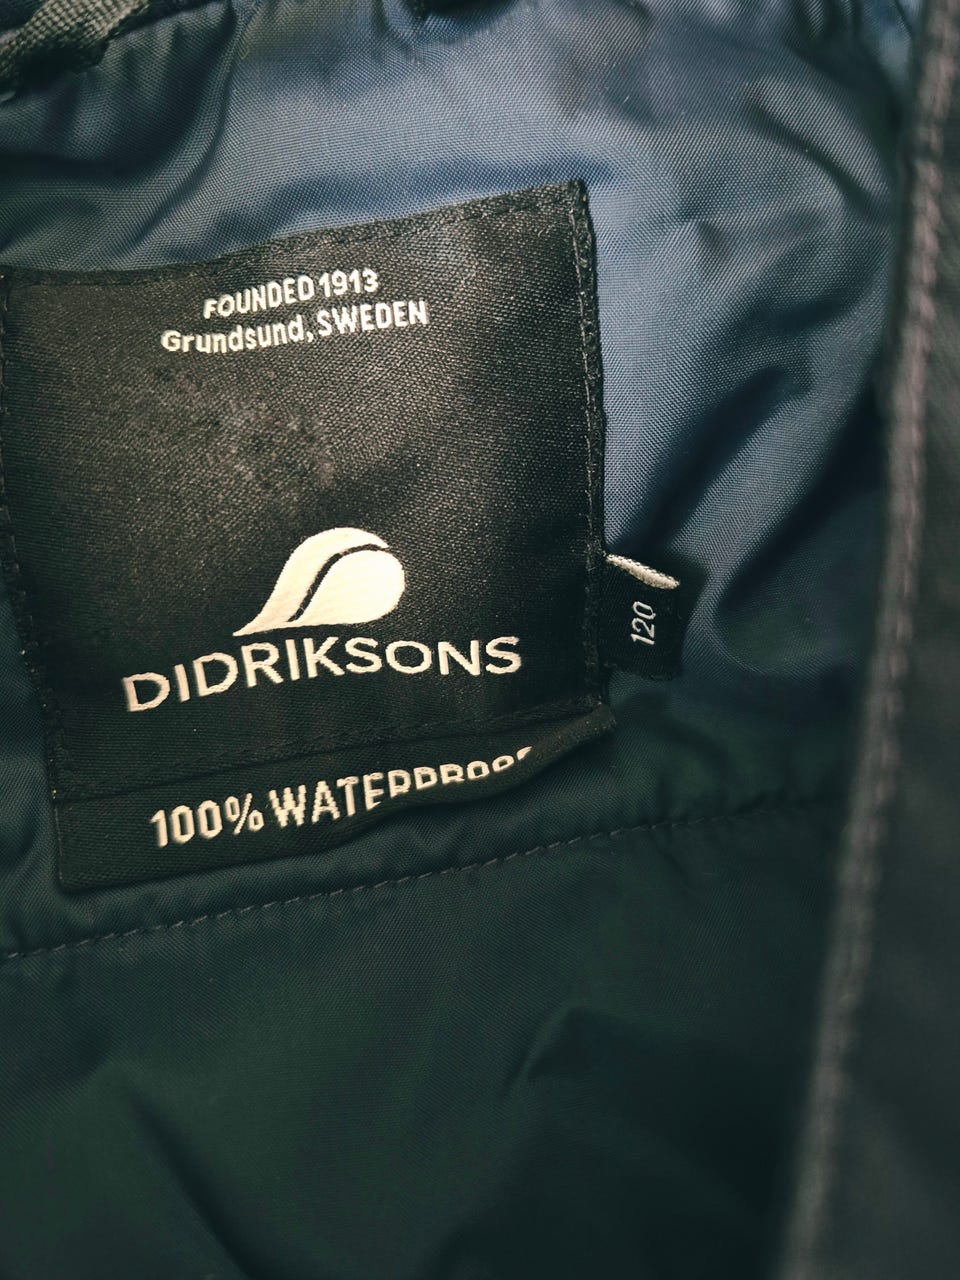 FOUNDED 1913
Grundsund, SWEDEN
DIDRIKSONS
120
100% WATERPROOF